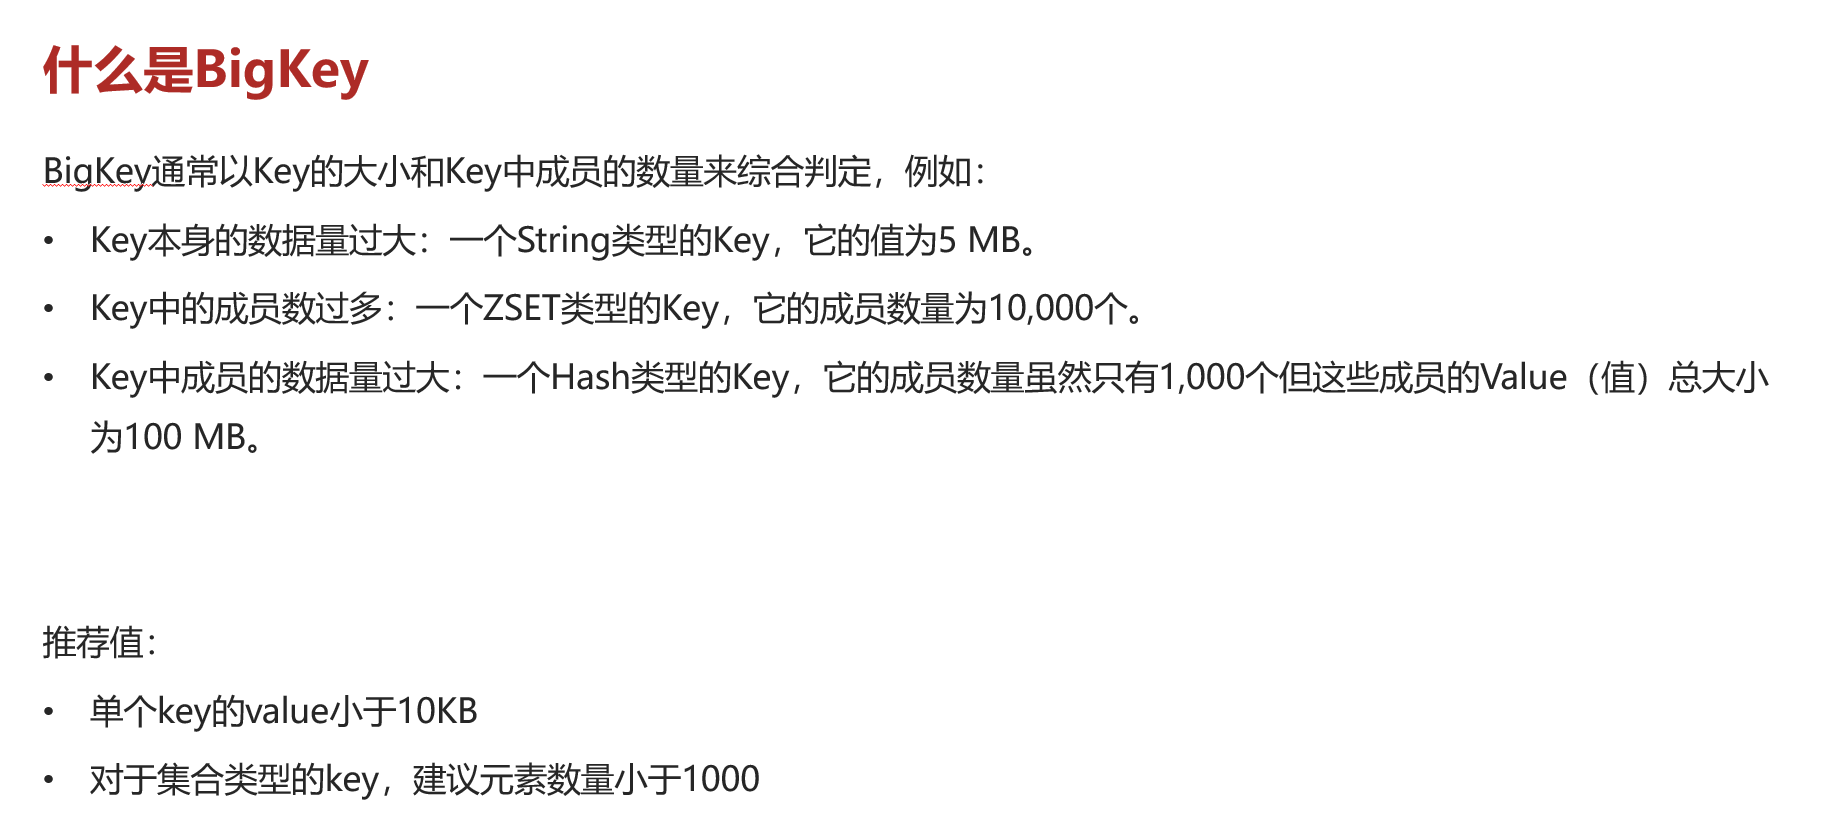 什么是BigKey
BigKey通常以Key的大小和Key中成员的数量来综合判定，例如：
• Key本身的数据量过大：一个String类型的Key，它的值为5 MB。
• Key中的成员数过多：一个ZSET类型的Key，它的成员数量为10,000个。
• Key中成员的数据量过大：一个Hash类型的Key，它的成员数量虽然只有1,000个但这些成员的Value（值）总大小
为100 MB。
推荐值：
• 单个key的value小于10KB
• 对于集合类型的key，建议元素数量小于1000